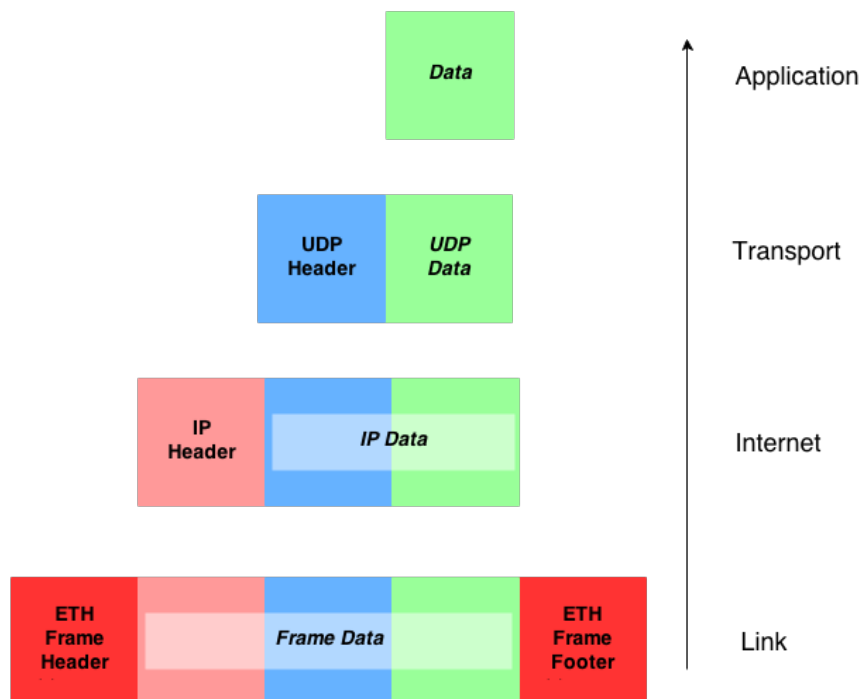 Data
Application
UDP
Header
UDP
Data
Transport
IP
Header
IP Data
Internet
ETH
Frame
Header
Frame Data
ETH
Frame
Footer
Link